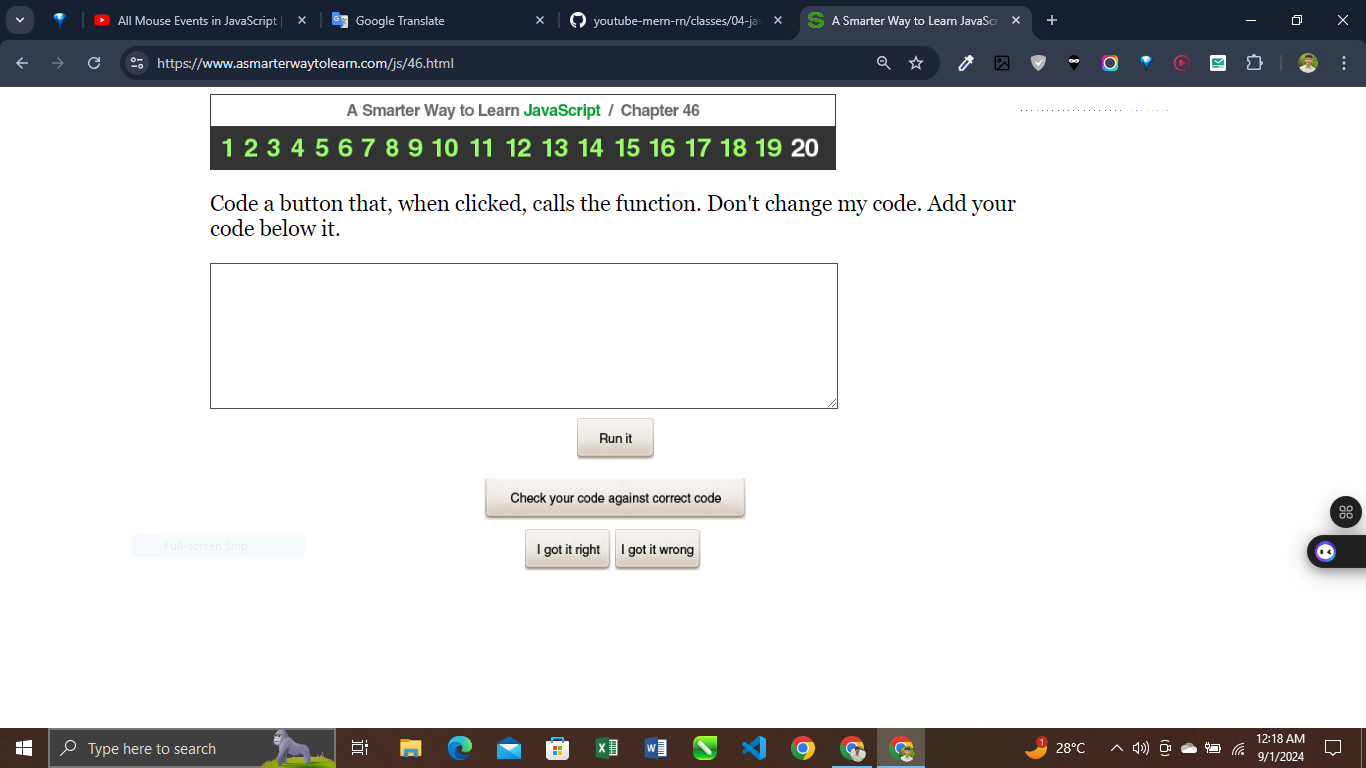 All Mouse Events in JavaScript
Google Translate
youtube-mern-rn/classes/04-ja
A Smarter Way to Learn JavaScr
https://www.asmarterwaytolearn.com/js/46.html
A Smarter Way to Learn JavaScript / Chapter 46
1 2 3 4 5 6 7 8 9 10 11 12 13 14 15 16 17 18 19 20
Code a button that, when clicked, calls the function. Don't change my code. Add your
code below it.
Run it
Check your code against correct code
I got it right I got it wrong
Full-screen Snip
Type here to search
1
28°C
12:18 AM
9/1/2024